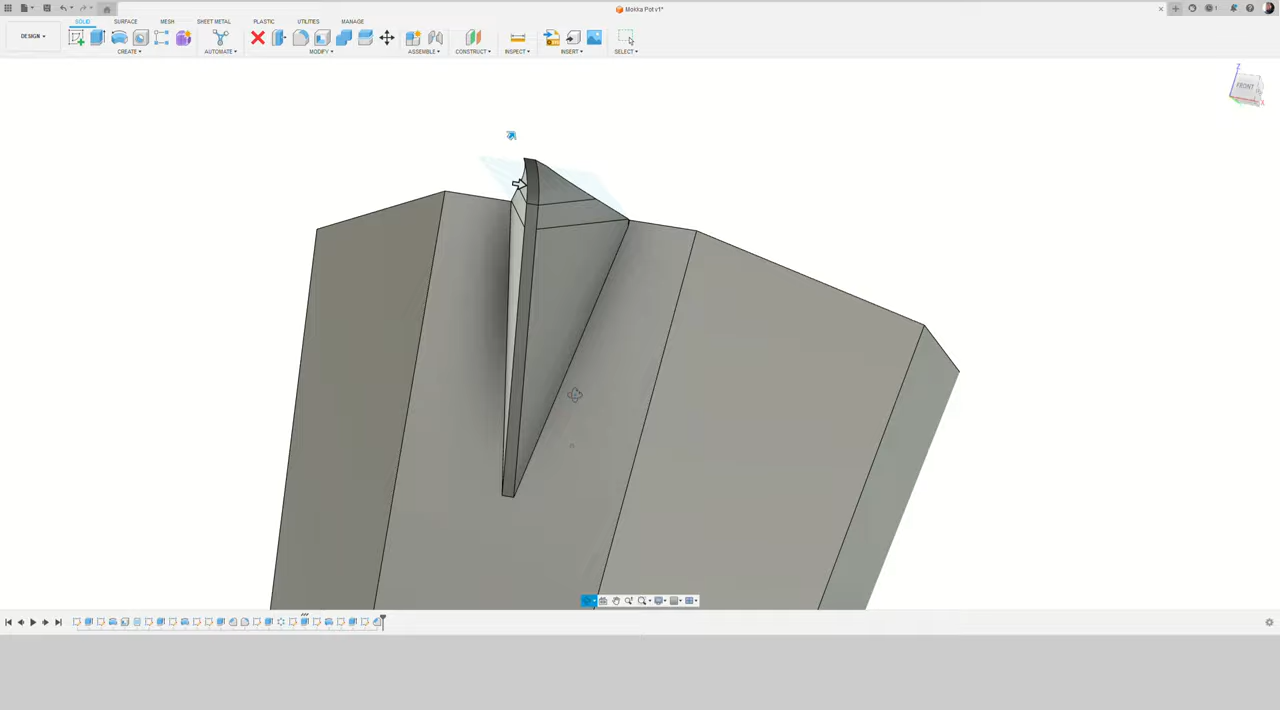 Mokka Pot v1*
SOLID SURFACE MESH SHEET METAL PLASTIC UTILITIES MANAGE
DESIGN
CREATE AUTOMATE MODIFY ASSEMBLE CONSTRUCT INSPECT INSERT SELECT
Z
FRONT
X